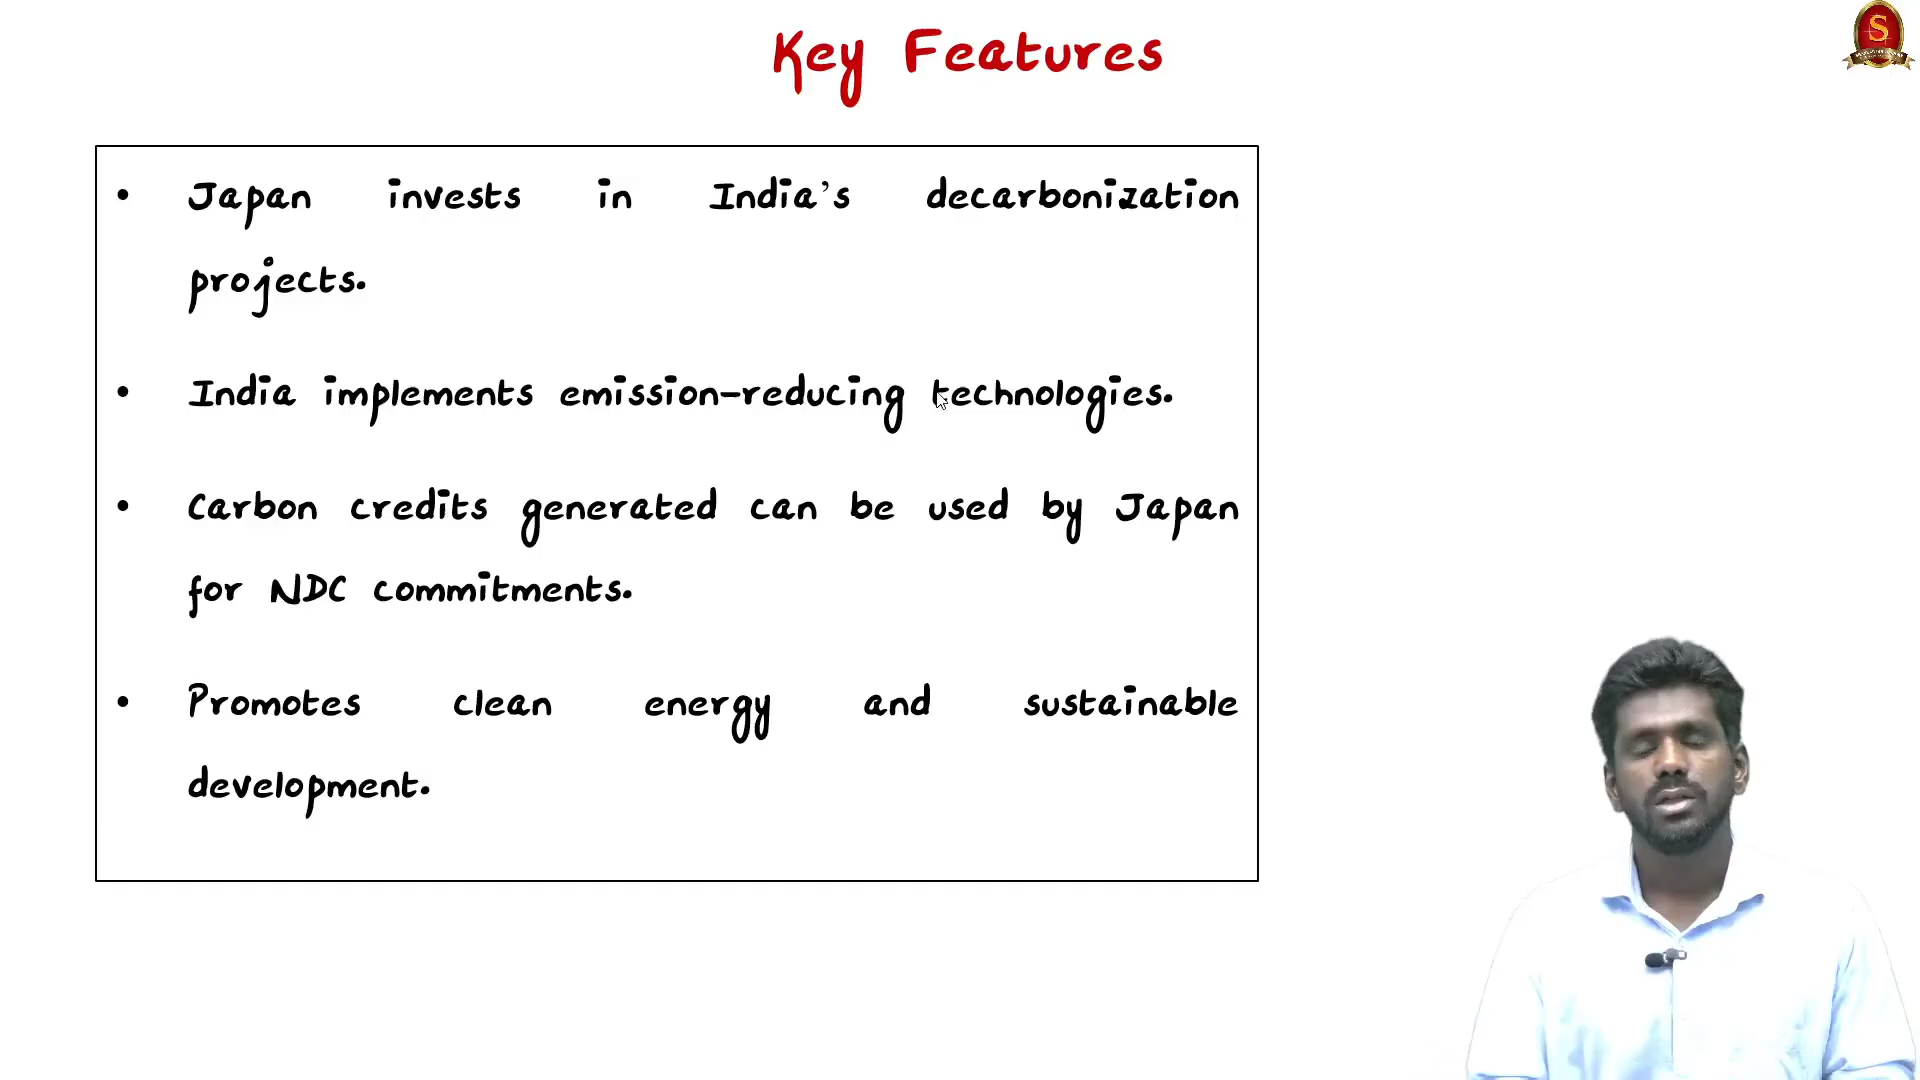 Key Features
S
• Japan invests in India's decarbonization
projects.
• India implements emission-reducing technologies.
• Carbon credits generated can be used by Japan
for NDC commitments.
• Promotes clean energy and sustainable
development.